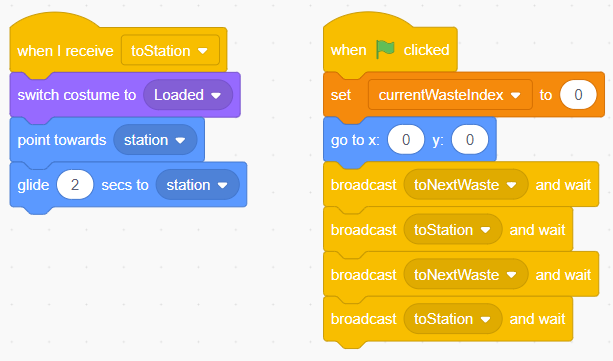 when I receive toStation
switch costume to Loaded
point towards station
glide 2 secs to station
when clicked
set currentWasteIndex to 0
go to x: 0 y: 0
broadcast toNextWaste and wait
broadcast toStation and wait
broadcast toNextWaste and wait
broadcast toStation and wait